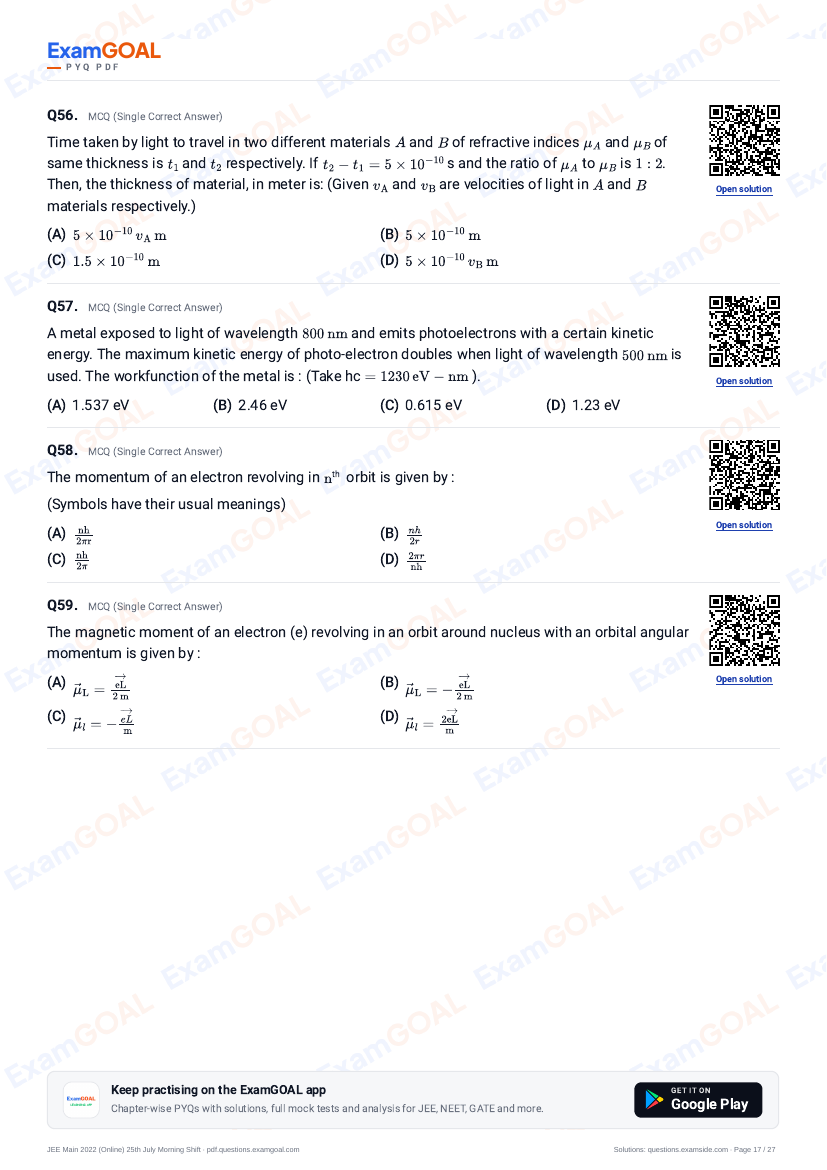 ExamGOAL
PYQ PDF
Q56. MCQ (Single Correct Answer)
Time taken by light to travel in two different materials A and B of refractive indices μ_A and μ_B of
same thickness is t₁ and t₂ respectively. If t₂ − t₁ = 5 × 10⁻¹⁰ s and the ratio of μ_A to μ_B is 1 : 2.
Then, the thickness of material, in meter is: (Given v_A and v_B are velocities of light in A and B
materials respectively.)
(A) 5 × 10⁻¹⁰ v_A m (B) 5 × 10⁻¹⁰ m
(C) 1.5 × 10⁻¹⁰ m (D) 5 × 10⁻¹⁰ v_B m
Open solution
Q57. MCQ (Single Correct Answer)
A metal exposed to light of wavelength 800 nm and emits photoelectrons with a certain kinetic
energy. The maximum kinetic energy of photo-electron doubles when light of wavelength 500 nm is
used. The workfunction of the metal is : (Take hc = 1230 eV − nm ).
(A) 1.537 eV (B) 2.46 eV (C) 0.615 eV (D) 1.23 eV
Open solution
Q58. MCQ (Single Correct Answer)
The momentum of an electron revolving in nᵗʰ orbit is given by :
(Symbols have their usual meanings)
(A) nh/2πr (B) nh/2r
(C) nh/2π (D) 2πr/nh
Open solution
Q59. MCQ (Single Correct Answer)
The magnetic moment of an electron (e) revolving in an orbit around nucleus with an orbital angular
momentum is given by :
(A) μ⃗_L = eL⃗/2 m (B) μ⃗_L = −eL⃗/2 m
(C) μ⃗_l = −eL⃗/m (D) μ⃗_l = 2eL⃗/m
Open solution
Keep practising on the ExamGOAL app
Chapter-wise PYQs with solutions, full mock tests and analysis for JEE, NEET, GATE and more.
GET IT ON
Google Play
JEE Main 2022 (Online) 25th July Morning Shift · pdf.questions.examgoal.com Solutions: questions.examside.com · Page 17 / 27